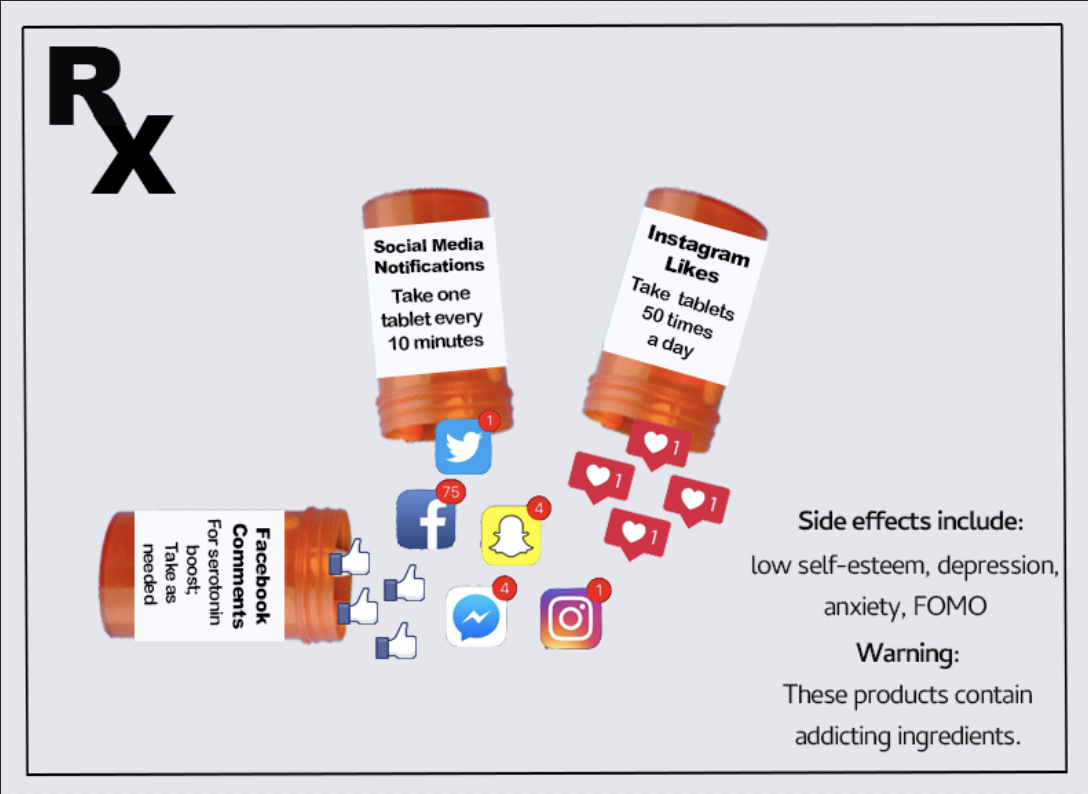 R
X
Social Media
Notifications
Take one
tablet every
10 minutes
Instagram
Likes
Take tablets
50 times
a day
1
75
4
4
1
1
1
1
1
Facebook
Comments
For serotonin
boost;
Take as
needed
Side effects include:
low self-esteem, depression,
anxiety, FOMO
Warning:
These products contain
addicting ingredients.